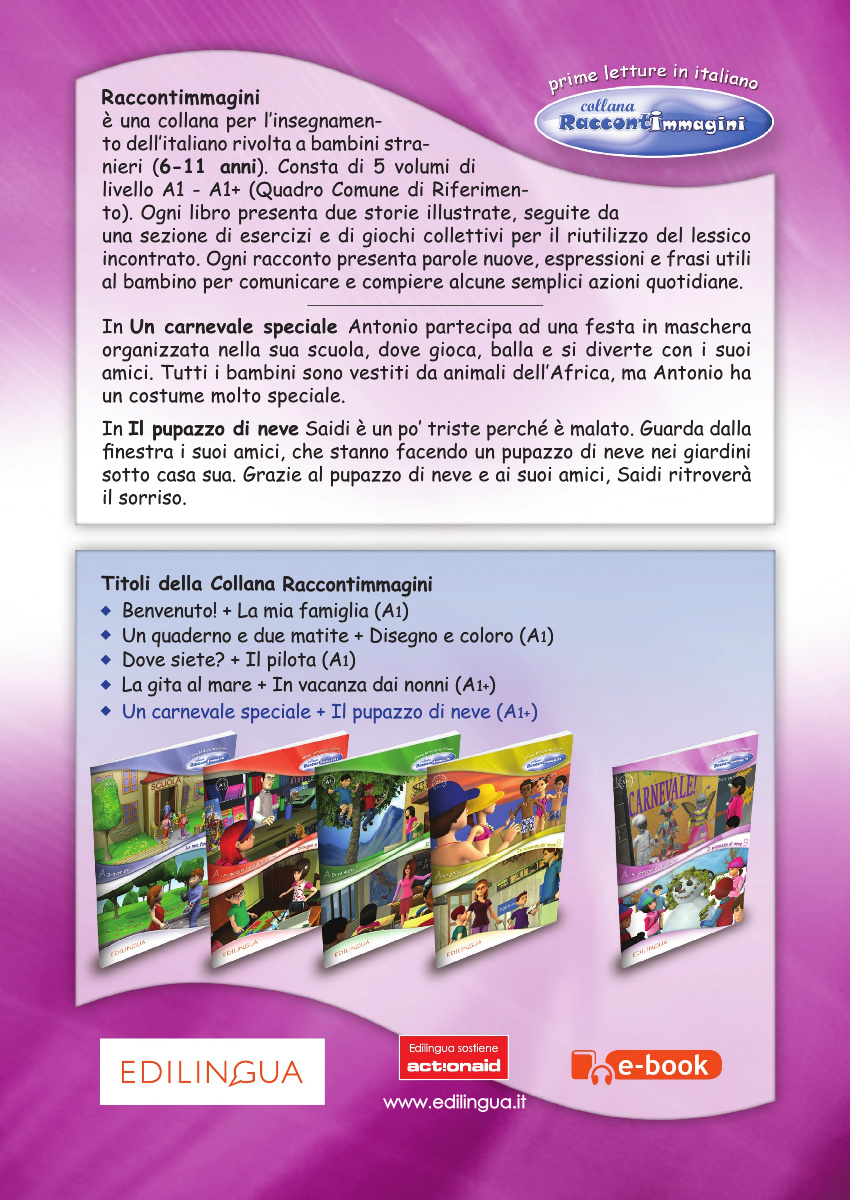 prime letture in italiano
collana
Raccontimmagini
Raccontimmagini
è una collana per l'insegnamen-
to dell'italiano rivolta a bambini stra-
nieri (6-11 anni). Consta di 5 volumi di
livello A1 - A1+ (Quadro Comune di Riferimen-
to). Ogni libro presenta due storie illustrate, seguite da
una sezione di esercizi e di giochi collettivi per il riutilizzo del lessico
incontrato. Ogni racconto presenta parole nuove, espressioni e frasi utili
al bambino per comunicare e compiere alcune semplici azioni quotidiane.
In Un carnevale speciale Antonio partecipa ad una festa in maschera
organizzata nella sua scuola, dove gioca, balla e si diverte con i suoi
amici. Tutti i bambini sono vestiti da animali dell'Africa, ma Antonio ha
un costume molto speciale.
In Il pupazzo di neve Saidi è un po' triste perché è malato. Guarda dalla
finestra i suoi amici, che stanno facendo un pupazzo di neve nei giardini
sotto casa sua. Grazie al pupazzo di neve e ai suoi amici, Saidi ritroverà
il sorriso.
Titoli della Collana Raccontimmagini
◆ Benvenuto! + La mia famiglia (A1)
◆ Un quaderno e due matite + Disegno e coloro (A1)
◆ Dove siete? + Il pilota (A1)
◆ La gita al mare + In vacanza dai nonni (A1+)
◆ Un carnevale speciale + Il pupazzo di neve (A1+)
SCUOLA
CARNEVALE!
EDILINGUA
EDILINGUA
EDILINGUA
EDILINGUA
EDILINGUA
EDILINGUA
Edilingua sostiene
act:onaid
www.edilingua.it
e-book